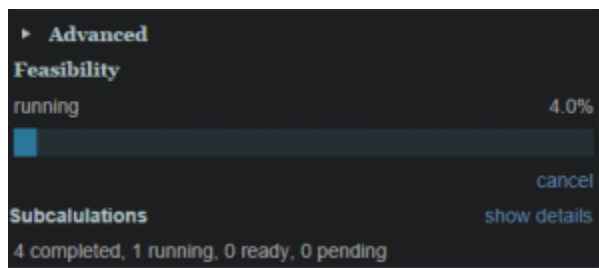 Advanced
Feasibility
running 4.0%
cancel
Subcalulations show details
4 completed, 1 running, 0 ready, 0 pending